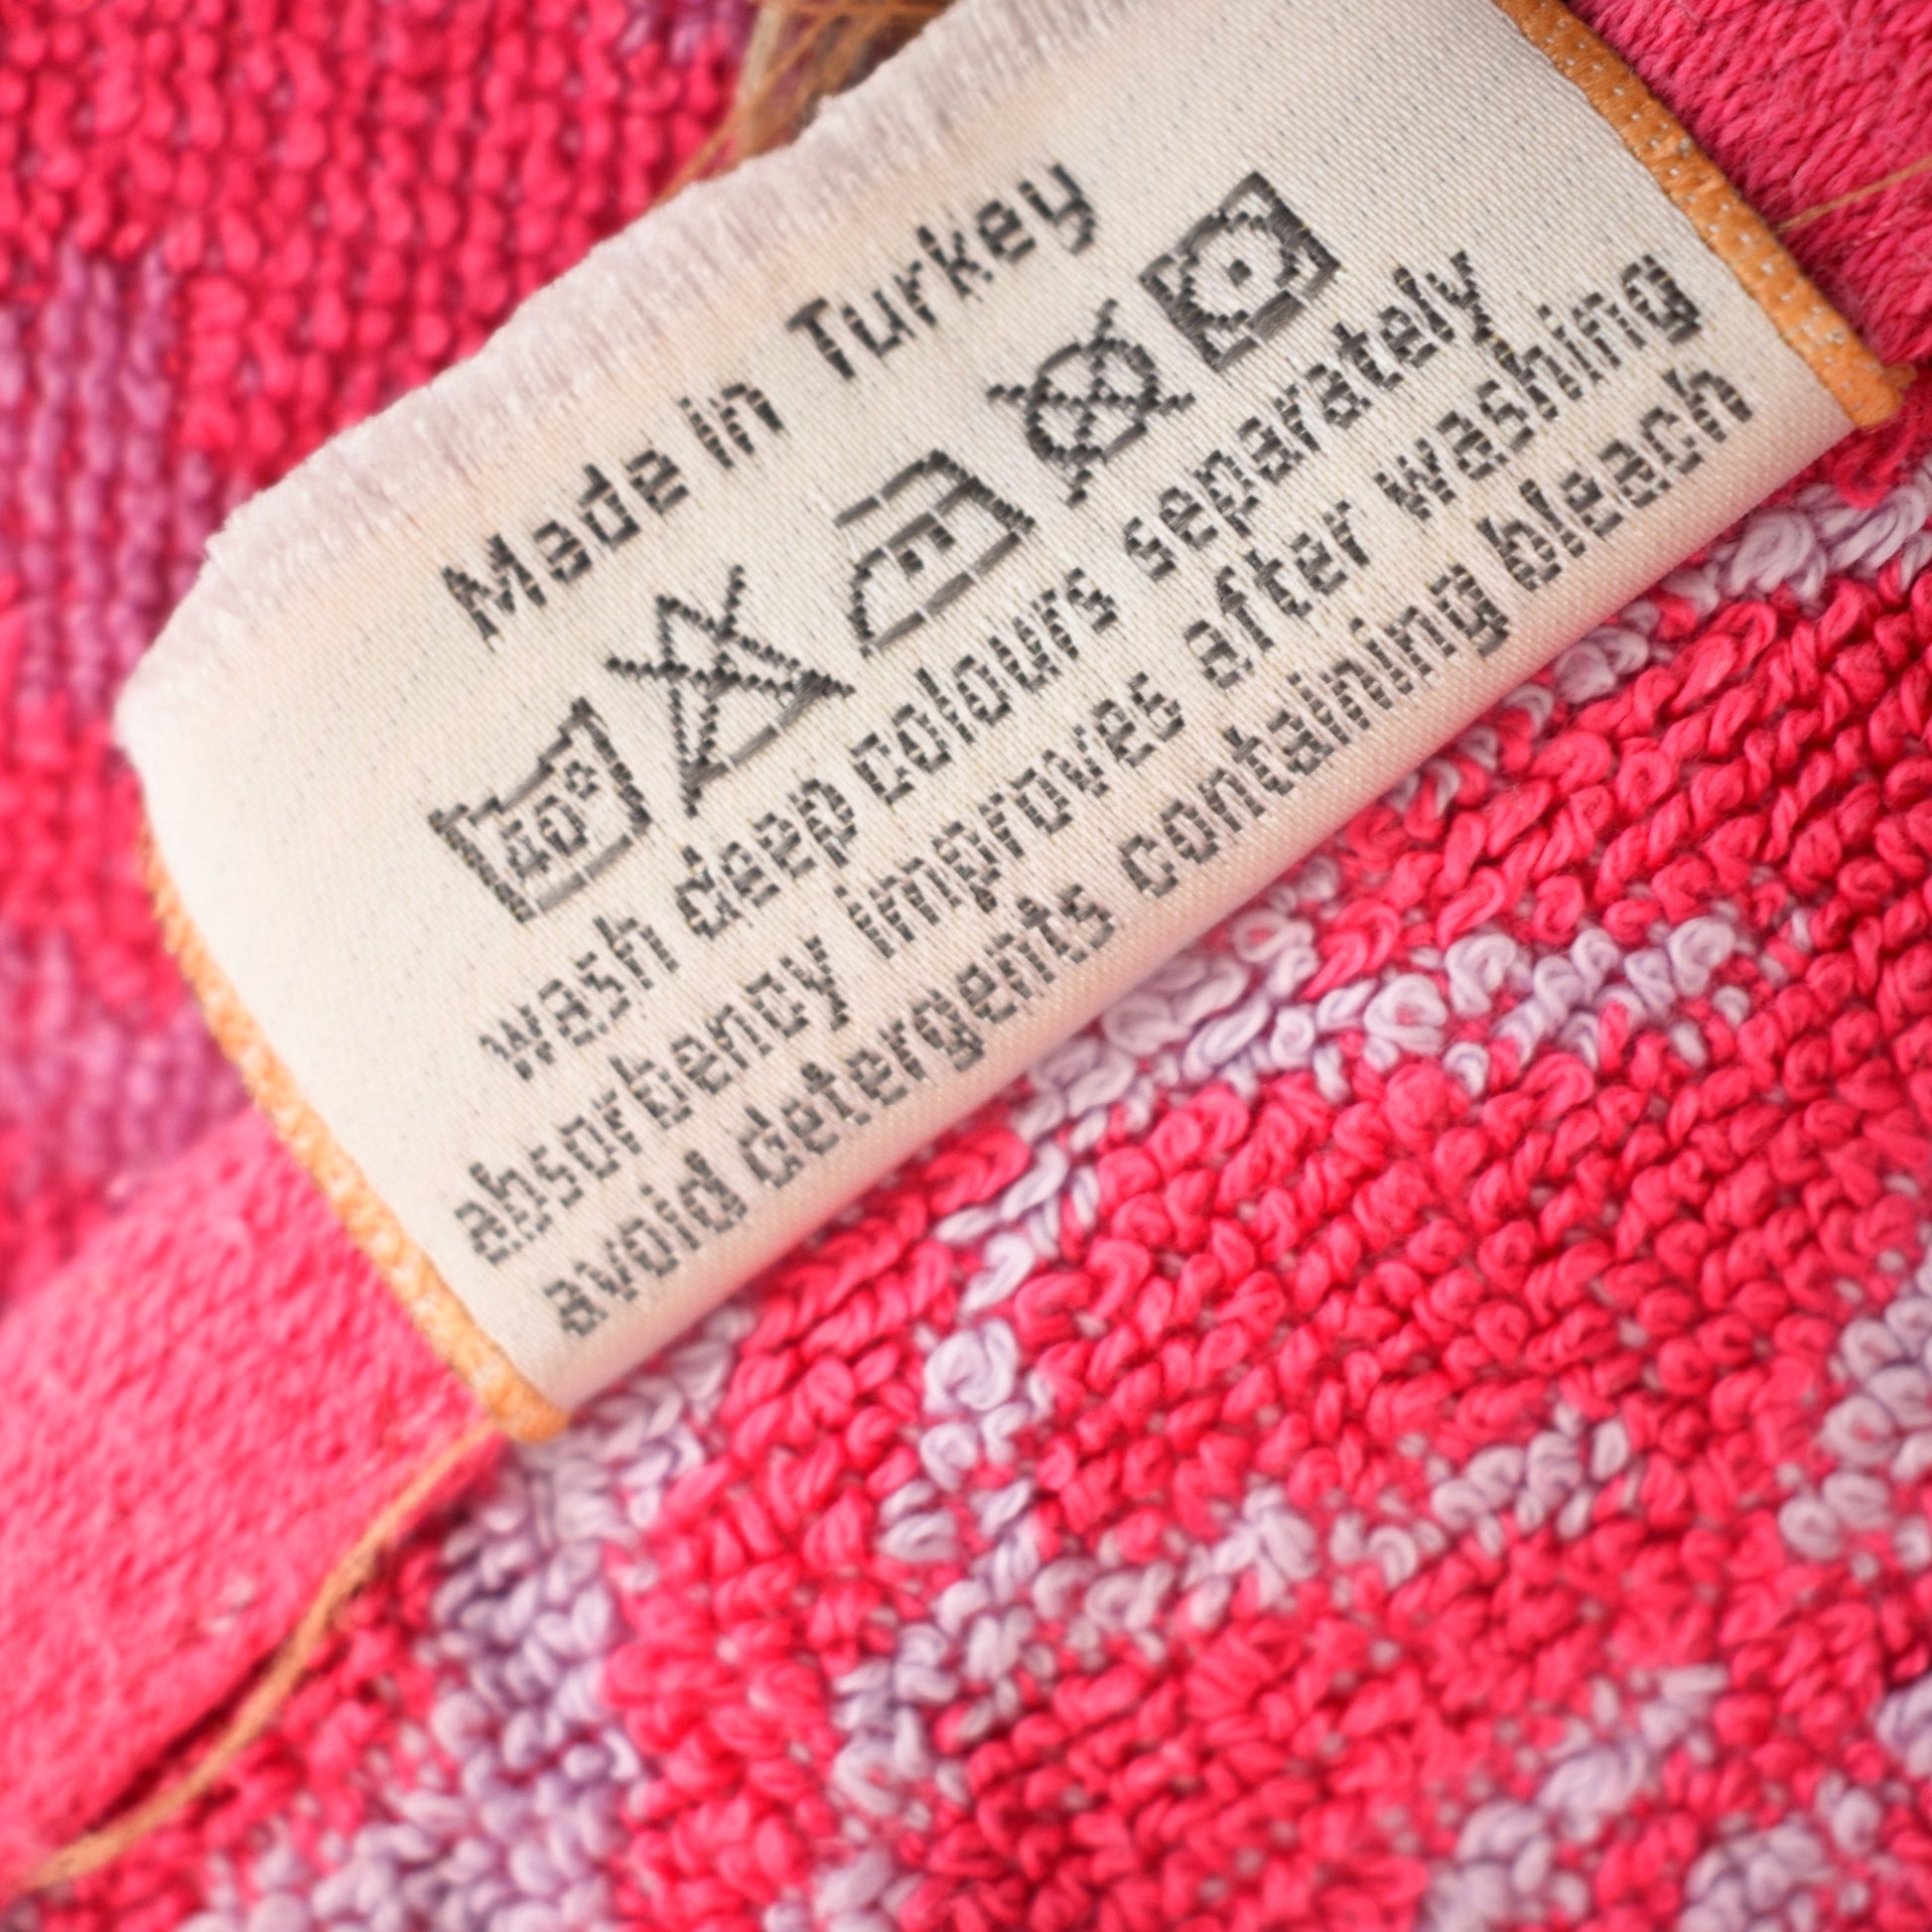 Made in Turkey
40°
wash deep colours separately
absorbency improves after washing
avoid detergents containing bleach